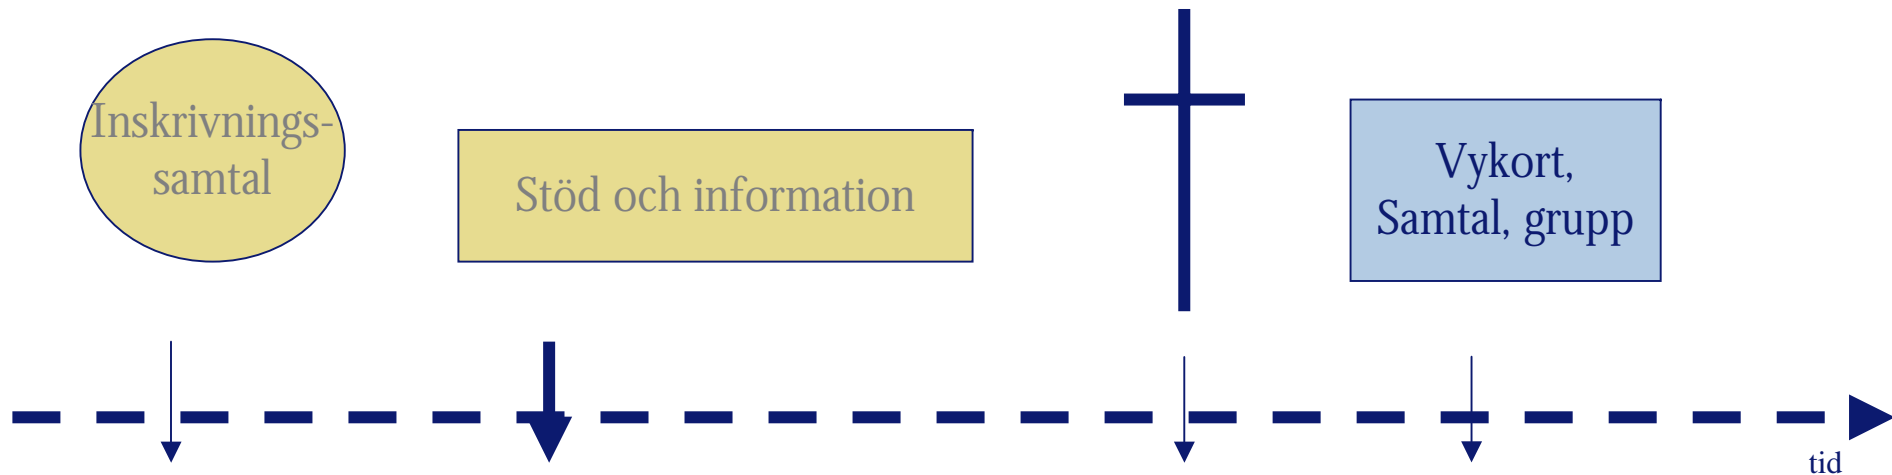 Inskrivnings-
samtal
Stöd och information
Vykort,
Samtal, grupp
tid